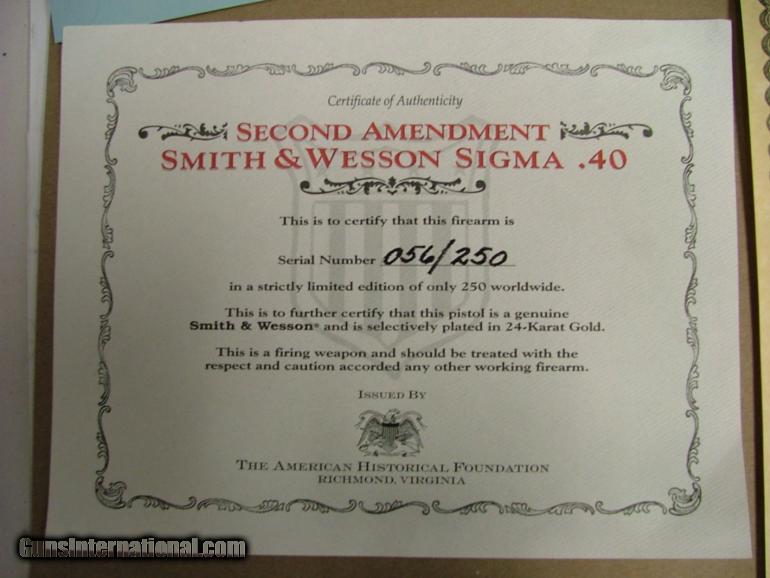 Certificate of Authenticity
SECOND AMENDMENT
SMITH & WESSON SIGMA .40
This is to certify that this firearm is
Serial Number 056/250
in a strictly limited edition of only 250 worldwide.
This is to further certify that this pistol is a genuine
Smith & Wesson® and is selectively plated in 24-Karat Gold.
This is a firing weapon and should be treated with the
respect and caution accorded any other working firearm.
ISSUED BY
THE AMERICAN HISTORICAL FOUNDATION
RICHMOND, VIRGINIA
GunsInternational.com